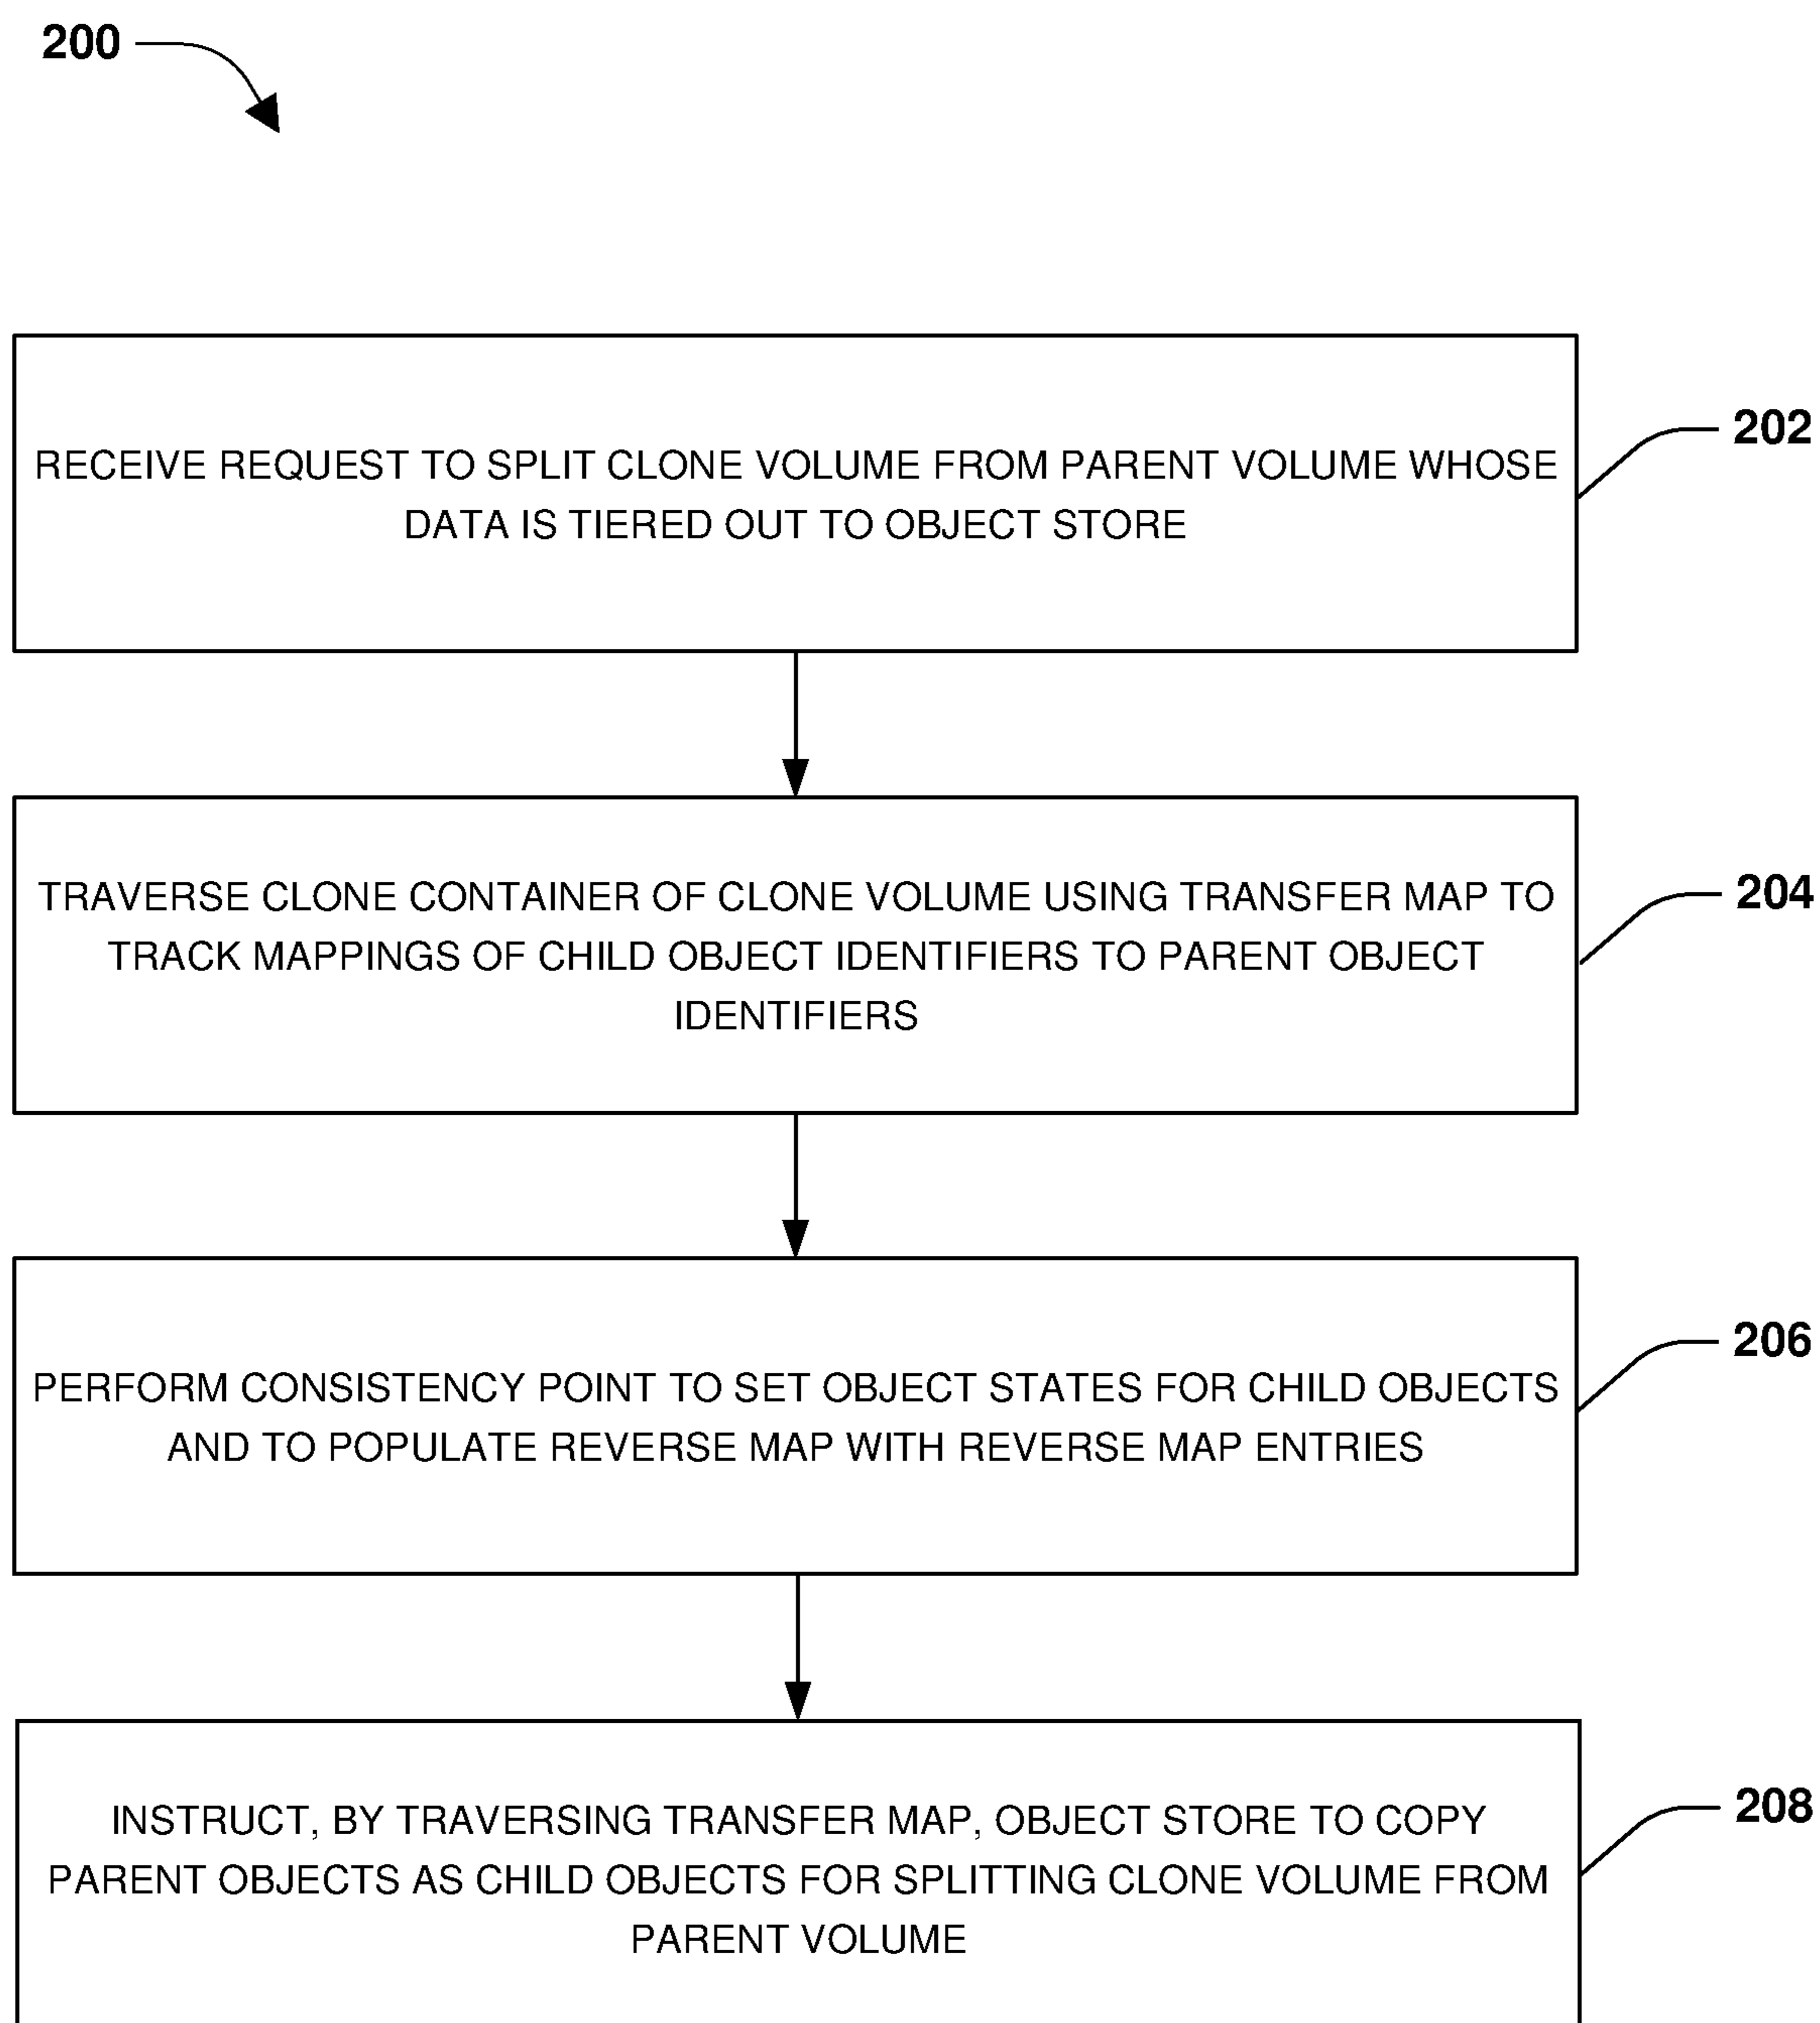 200
RECEIVE REQUEST TO SPLIT CLONE VOLUME FROM PARENT VOLUME WHOSE
DATA IS TIERED OUT TO OBJECT STORE
202
TRAVERSE CLONE CONTAINER OF CLONE VOLUME USING TRANSFER MAP TO
TRACK MAPPINGS OF CHILD OBJECT IDENTIFIERS TO PARENT OBJECT
IDENTIFIERS
204
PERFORM CONSISTENCY POINT TO SET OBJECT STATES FOR CHILD OBJECTS
AND TO POPULATE REVERSE MAP WITH REVERSE MAP ENTRIES
206
INSTRUCT, BY TRAVERSING TRANSFER MAP, OBJECT STORE TO COPY
PARENT OBJECTS AS CHILD OBJECTS FOR SPLITTING CLONE VOLUME FROM
PARENT VOLUME
208